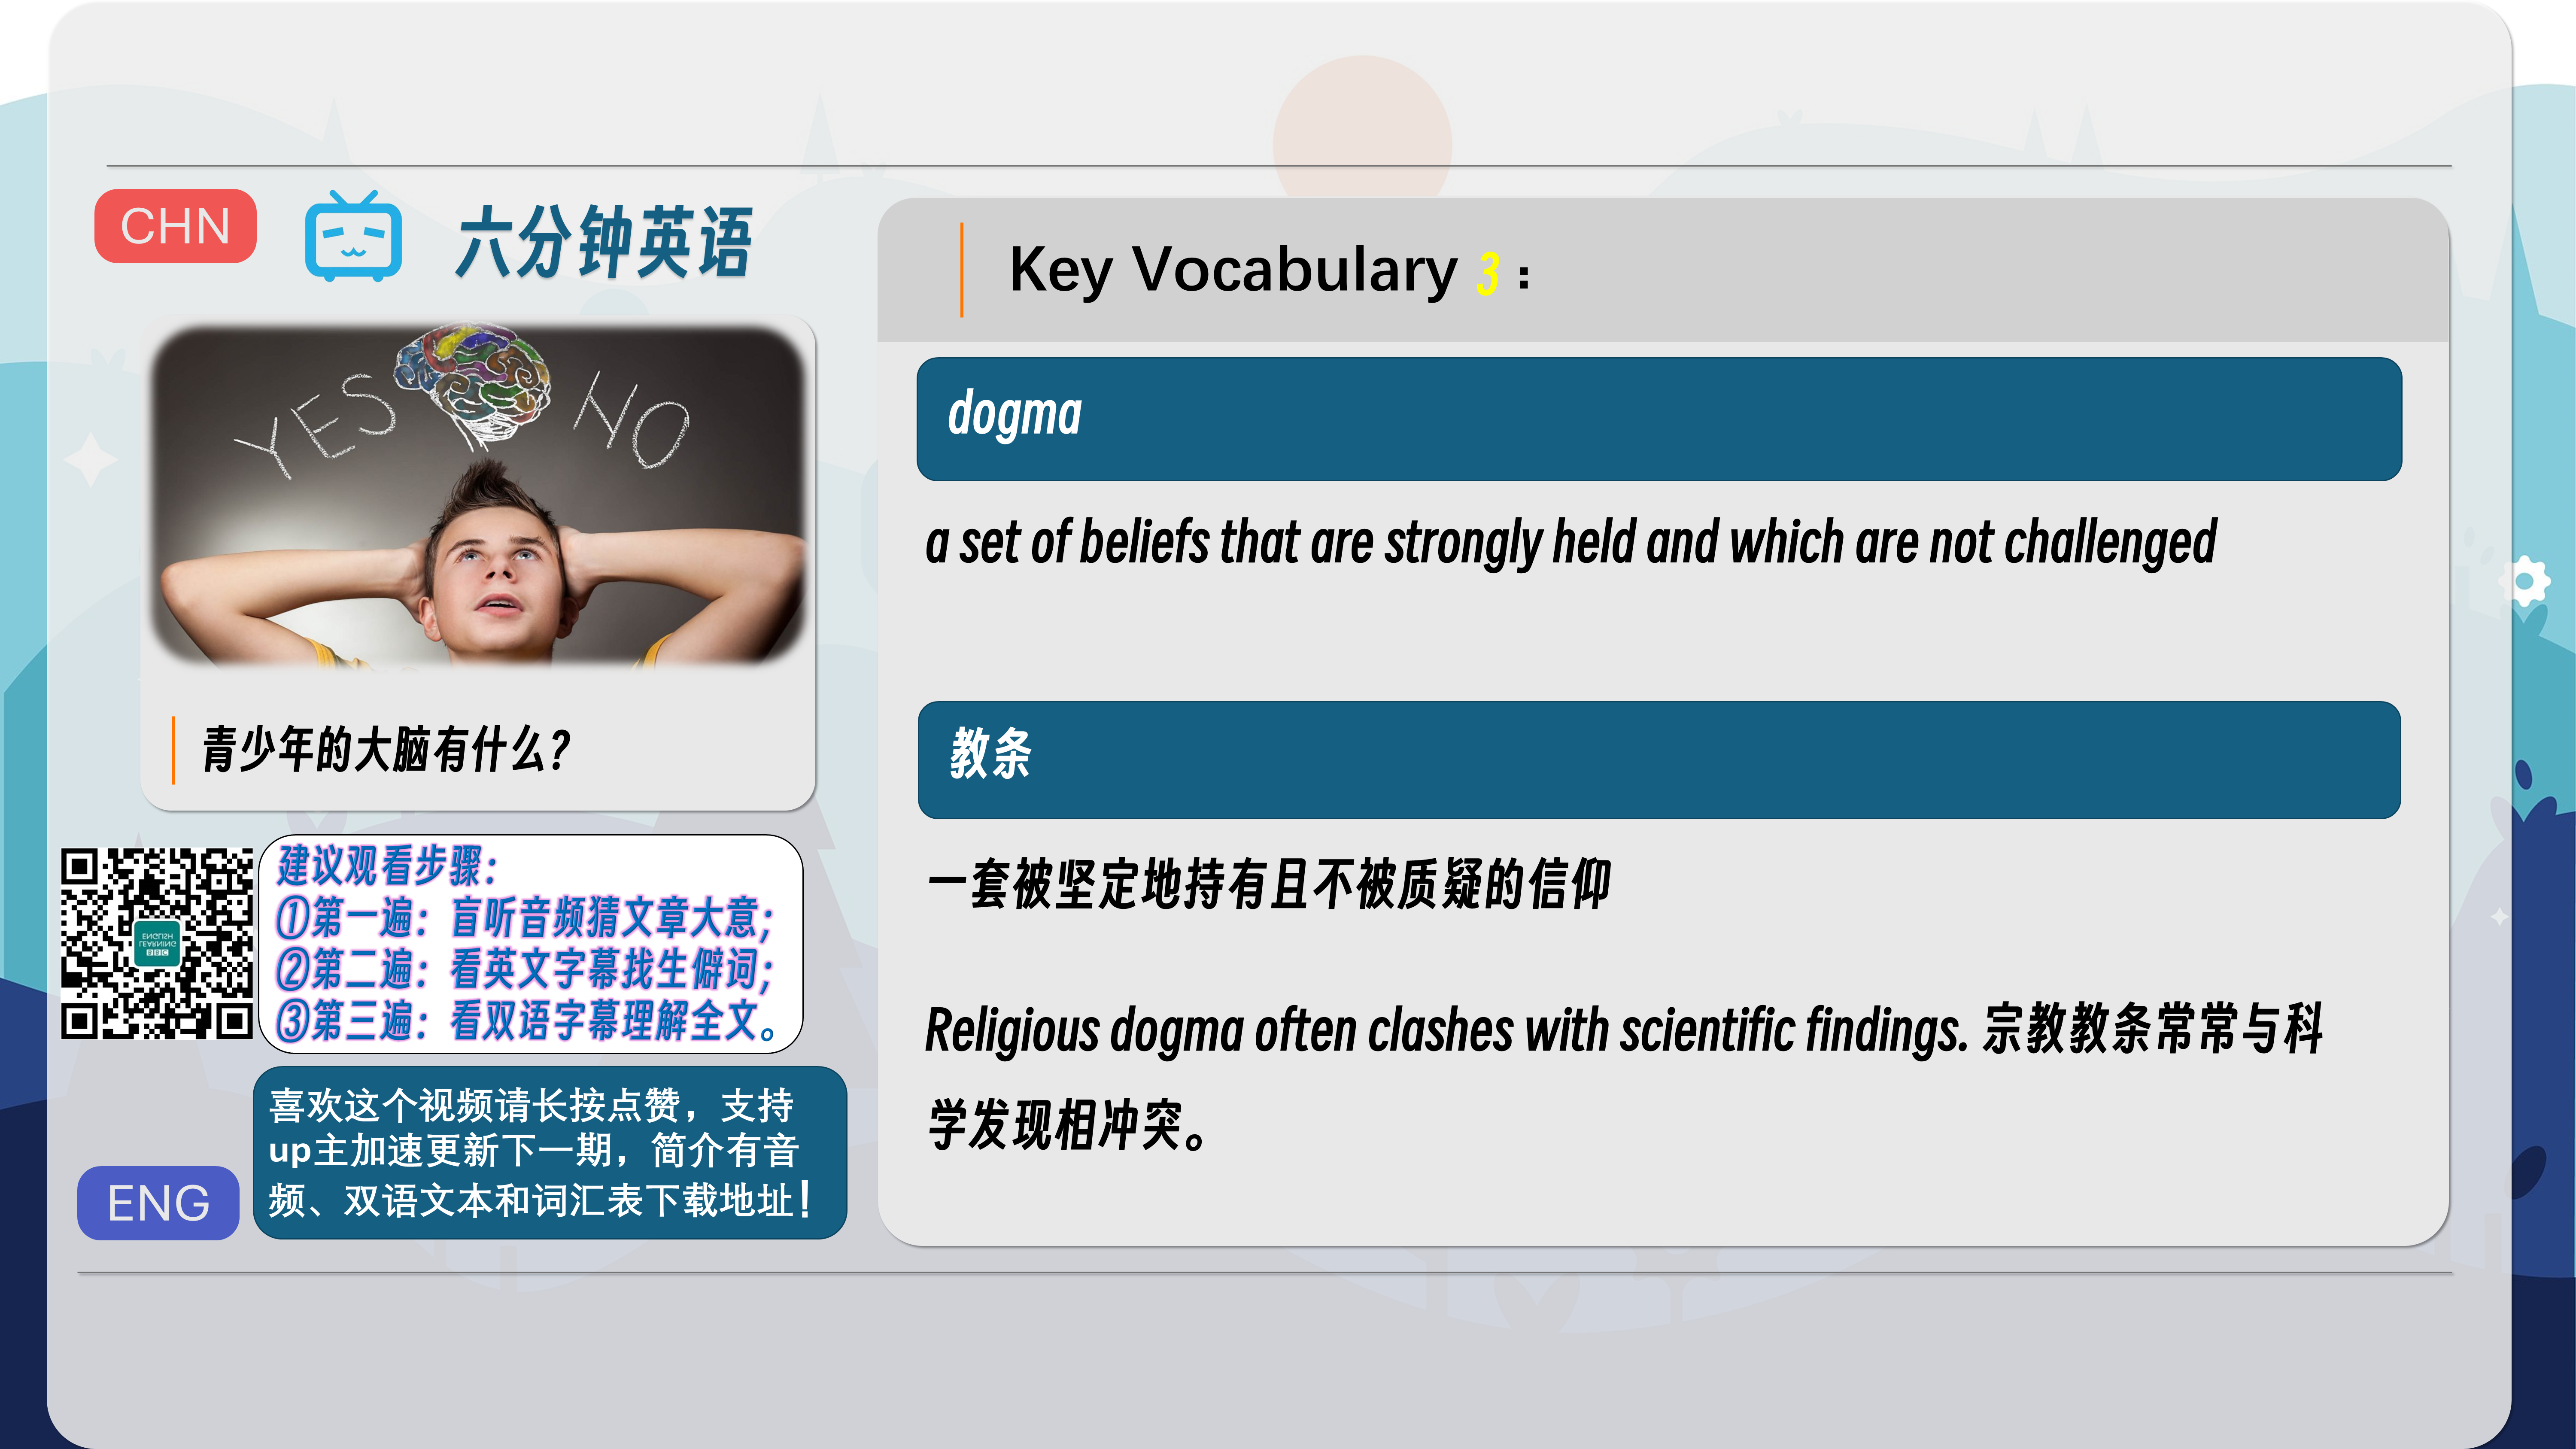 CHN
六分钟英语
YES NO
青少年的大脑有什么?
建议观看步骤:
①第一遍: 盲听音频猜文章大意;
②第二遍: 看英文字幕找生僻词;
③第三遍: 看双语字幕理解全文。
ENGLISH
LEARNING
BBC
喜欢这个视频请长按点赞，支持
up主加速更新下一期，简介有音
频、双语文本和词汇表下载地址！
ENG
Key Vocabulary 3：
dogma
a set of beliefs that are strongly held and which are not challenged
教条
一套被坚定地持有且不被质疑的信仰
Religious dogma often clashes with scientific findings. 宗教教条常常与科
学发现相冲突。